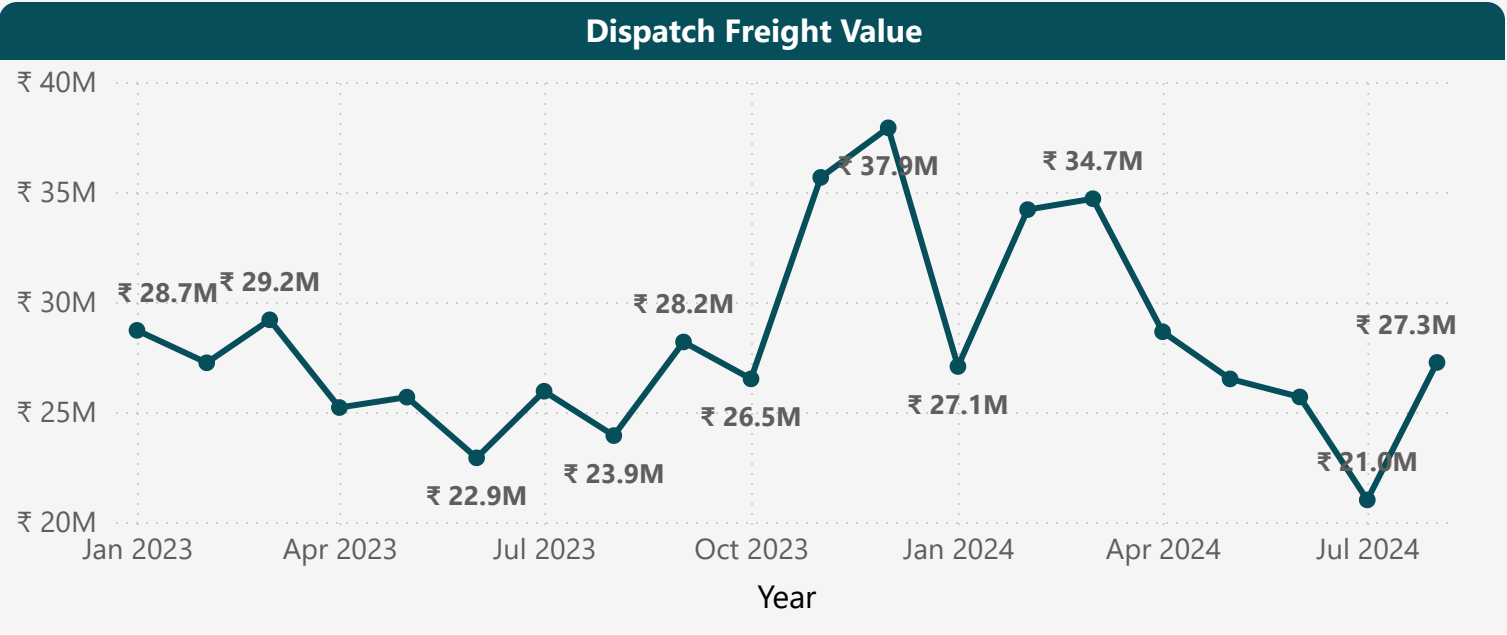 Dispatch Freight Value
₹ 40M
₹ 35M
₹ 30M
₹ 25M
₹ 20M
₹ 28.7M
₹ 29.2M
₹ 22.9M
₹ 23.9M
₹ 28.2M
₹ 26.5M
₹ 37.9M
₹ 27.1M
₹ 34.7M
₹ 21.0M
₹ 27.3M
Jan 2023 Apr 2023 Jul 2023 Oct 2023 Jan 2024 Apr 2024 Jul 2024
Year